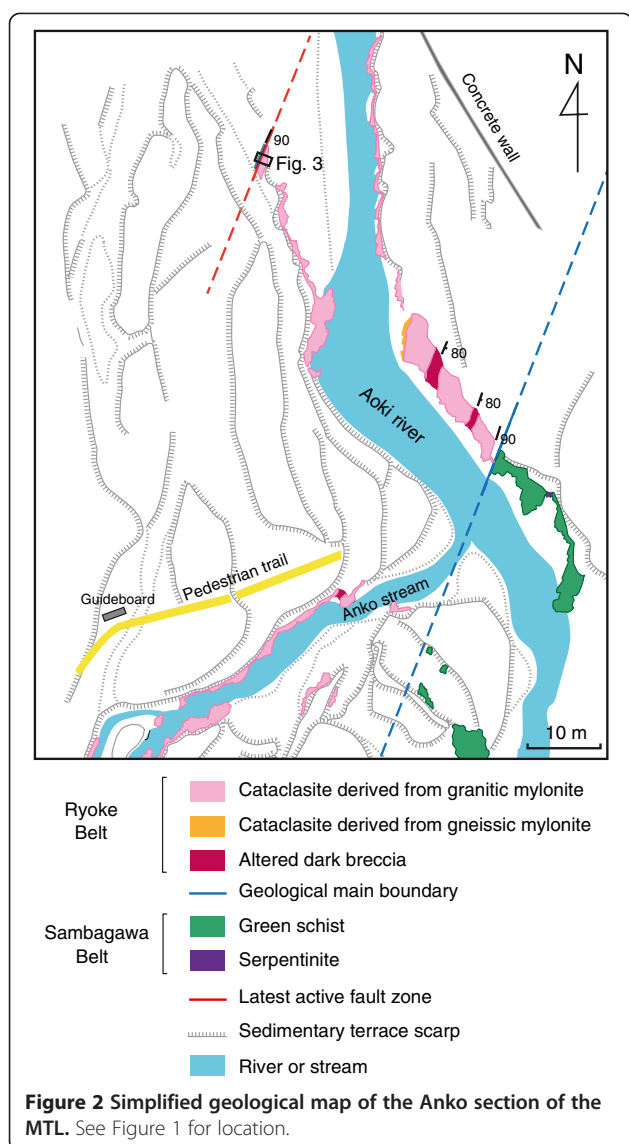 N
Concrete wall
90
Fig. 3
80
Aoki river
80
90
Pedestrian trail
Guideboard
Anko stream
10 m
Ryoke
Belt
Cataclasite derived from granitic mylonite
Cataclasite derived from gneissic mylonite
Altered dark breccia
Geological main boundary
Sambagawa
Belt
Green schist
Serpentinite
Latest active fault zone
Sedimentary terrace scarp
River or stream
Figure 2 Simplified geological map of the Anko section of the
MTL. See Figure 1 for location.